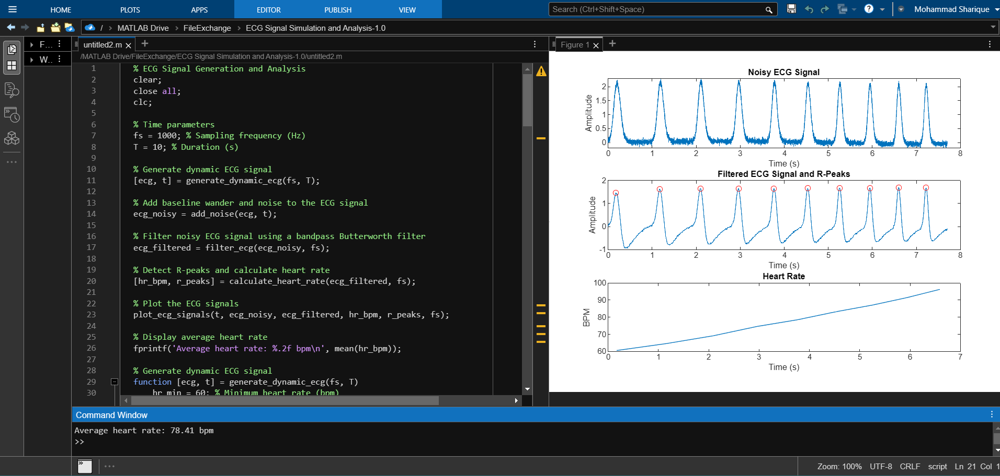 HOME PLOTS APPS EDITOR PUBLISH VIEW Search (Ctrl+Shift+Space) ? Mohammad Sharique
/ › MATLAB Drive › FileExchange › ECG Signal Simulation and Analysis-1.0
F...
W..
untitled2.m × +
/MATLAB Drive/FileExchange/ECG Signal Simulation and Analysis-1.0/untitled2.m
1 % ECG Signal Generation and Analysis
2 clear;
3 close all;
4 clc;
5
6 % Time parameters
7 fs = 1000; % Sampling frequency (Hz)
8 T = 10; % Duration (s)
9
10 % Generate dynamic ECG signal
11 [ecg, t] = generate_dynamic_ecg(fs, T);
12
13 % Add baseline wander and noise to the ECG signal
14 ecg_noisy = add_noise(ecg, t);
15
16 % Filter noisy ECG signal using a bandpass Butterworth filter
17 ecg_filtered = filter_ecg(ecg_noisy, fs);
18
19 % Detect R-peaks and calculate heart rate
20 [hr_bpm, r_peaks] = calculate_heart_rate(ecg_filtered, fs);
21
22 % Plot the ECG signals
23 plot_ecg_signals(t, ecg_noisy, ecg_filtered, hr_bpm, r_peaks, fs);
24
25 % Display average heart rate
26 fprintf('Average heart rate: %.2f bpm\n', mean(hr_bpm));
27
28 % Generate dynamic ECG signal
29 function [ecg, t] = generate_dynamic_ecg(fs, T)
30 hr_min = 60; % Minimum heart rate (bpm)
Figure 1 × +
Noisy ECG Signal
Amplitude
2
1.5
1
0.5
0
0 1 2 3 4 5 6 7 8
Time (s)
Filtered ECG Signal and R-Peaks
Amplitude
2
1
0
-1
0 1 2 3 4 5 6 7 8
Time (s)
Heart Rate
BPM
100
90
80
70
60
0 1 2 3 4 5 6 7
Time (s)
Command Window
Average heart rate: 78.41 bpm
>>
Zoom: 100% UTF-8 CRLF script Ln 21 Col 1